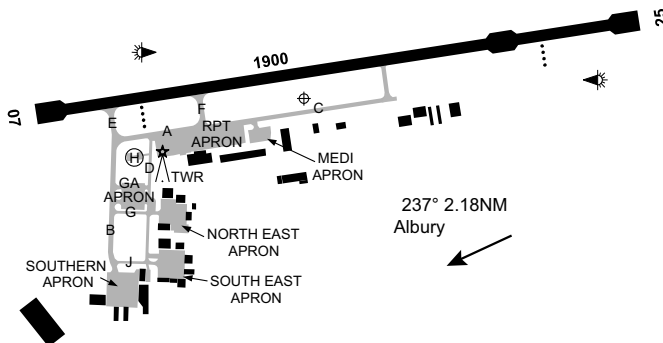 25
1900
07
E
F
C
A
RPT
APRON
H
D
MEDI
APRON
TWR
GA
APRON
G
B
237° 2.18NM
Albury
NORTH EAST
APRON
J
SOUTHERN
APRON
SOUTH EAST
APRON